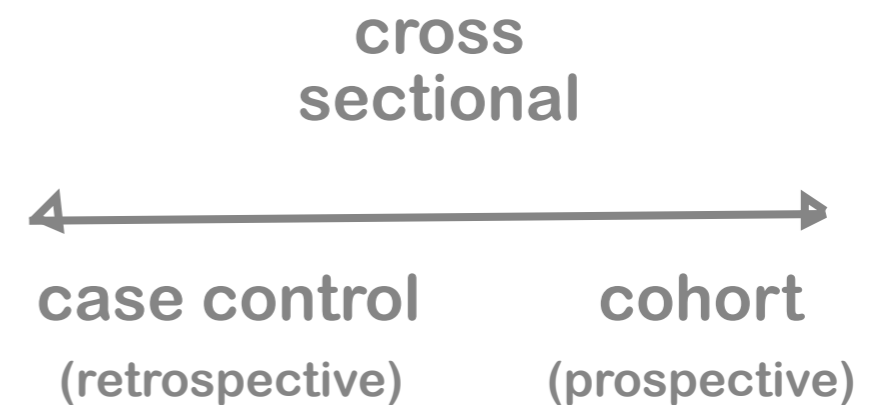 cross
sectional
case control
cohort
(retrospective)
(prospective)